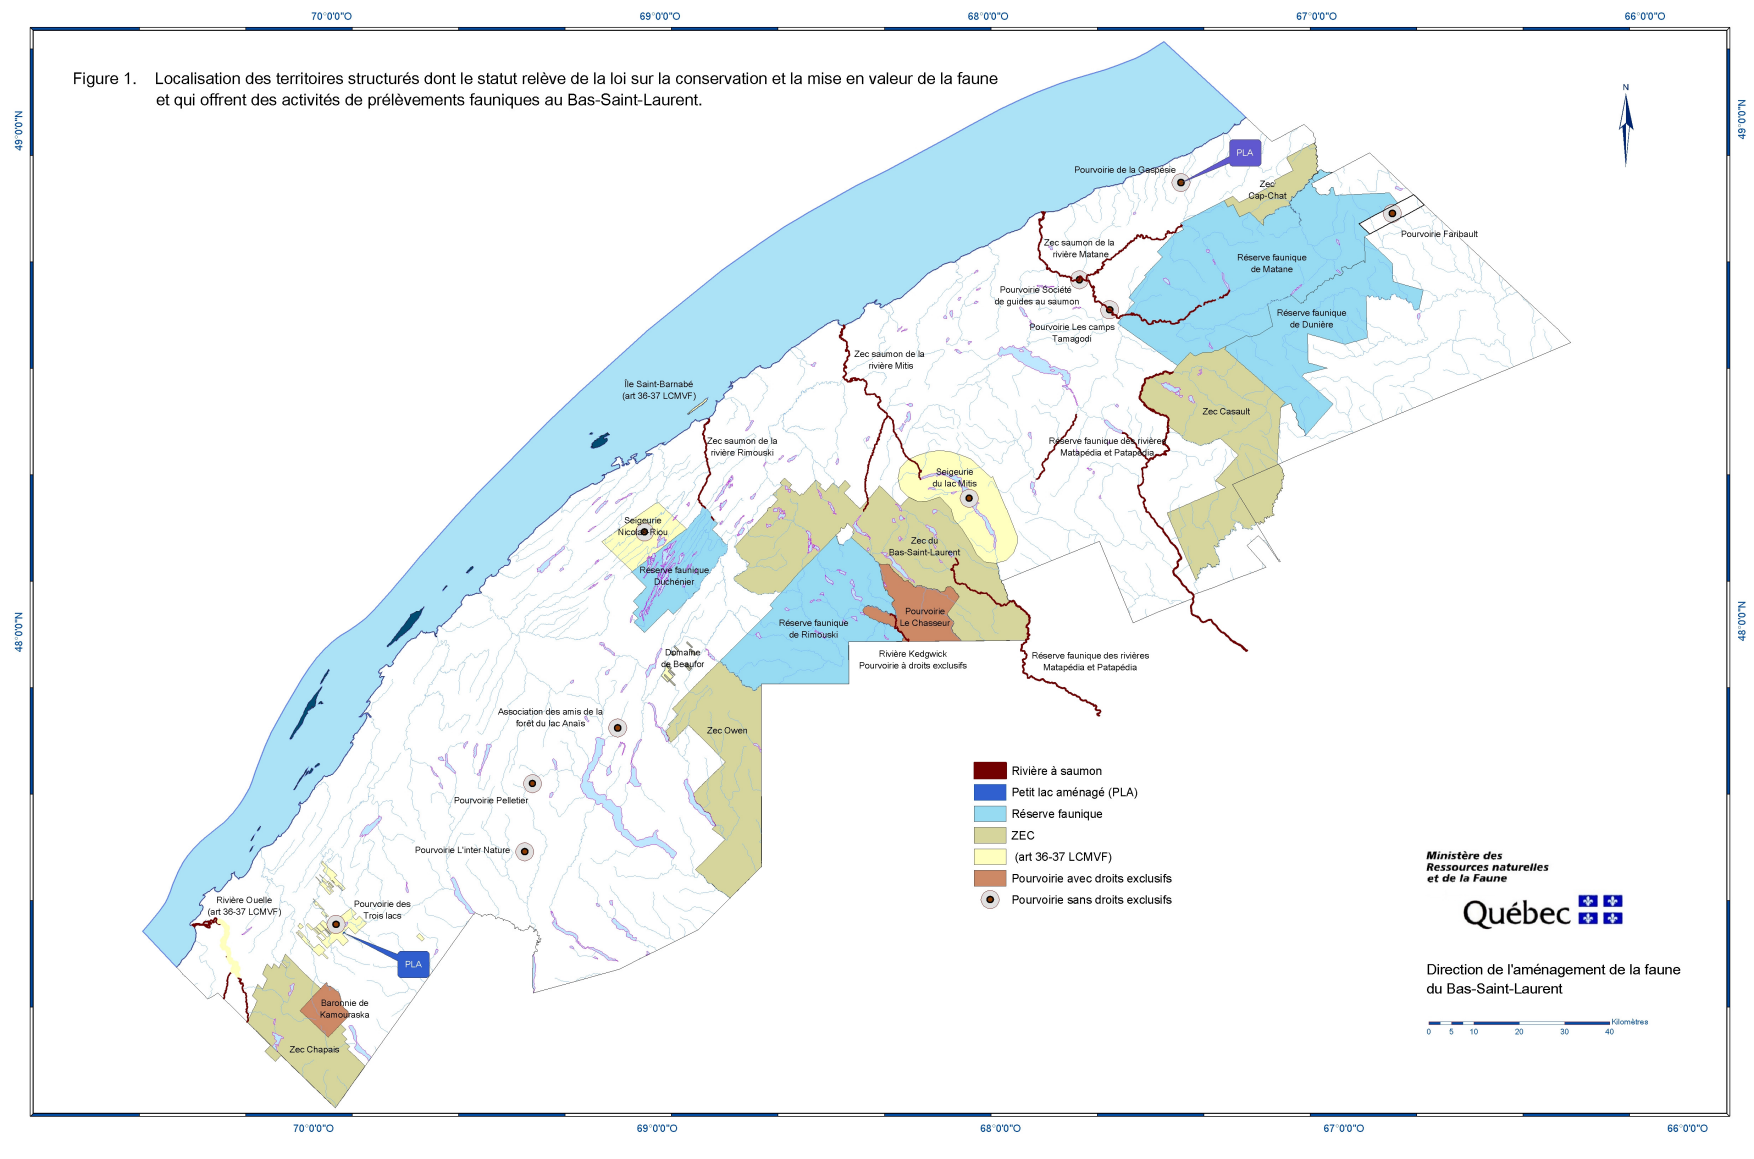 70°0'0"O
69°0'0"O
68°0'0"O
67°0'0"O
66°0'0"O
Figure 1. Localisation des territoires structurés dont le statut relève de la loi sur la conservation et la mise en valeur de la faune
et qui offrent des activités de prélèvements fauniques au Bas-Saint-Laurent.
49°0'0"N
49°0'0"N
N
PLA
Pourvoirie de la Gaspésie
Zec
Cap-Chat
Pourvoirie Faribault
Zec saumon de la
rivière Matane
Réserve faunique
de Matane
Pourvoirie Société
de guides au saumon
Réserve faunique
de Dunière
Pourvoirie Les camps
Tamagodi
Zec saumon de la
rivière Mitis
Île Saint-Barnabé
(art 36-37 LCMVF)
Zec Casault
Zec saumon de la
rivière Rimouski
Réserve faunique des rivières
Matapédia et Patapédia
Seigeurie
du lac Mitis
Seigeurie
Nicolas Riou
Zec du
Bas-Saint-Laurent
Réserve faunique
Duchénier
Pourvoirie
Le Chasseur
Réserve faunique
de Rimouski
48°0'0"N
48°0'0"N
Domaine
de Beaufor
Rivière Kedgwick
Pourvoirie à droits exclusifs
Réserve faunique des rivières
Matapédia et Patapédia
Association des amis de la
forêt du lac Anaïs
Zec Owen
Pourvoirie Pelletier
Pourvoirie L'inter Nature
Rivière Ouelle
(art 36-37 LCMVF)
Pourvoirie des
Trois lacs
PLA
Baronnie de
Kamouraska
Zec Chapais
Rivière à saumon
Petit lac aménagé (PLA)
Réserve faunique
ZEC
(art 36-37 LCMVF)
Pourvoirie avec droits exclusifs
Pourvoirie sans droits exclusifs
Ministère des
Ressources naturelles
et de la Faune
Québec
Direction de l'aménagement de la faune
du Bas-Saint-Laurent
Kilomètres
0 5 10 20 30 40
70°0'0"O
69°0'0"O
68°0'0"O
67°0'0"O
66°0'0"O